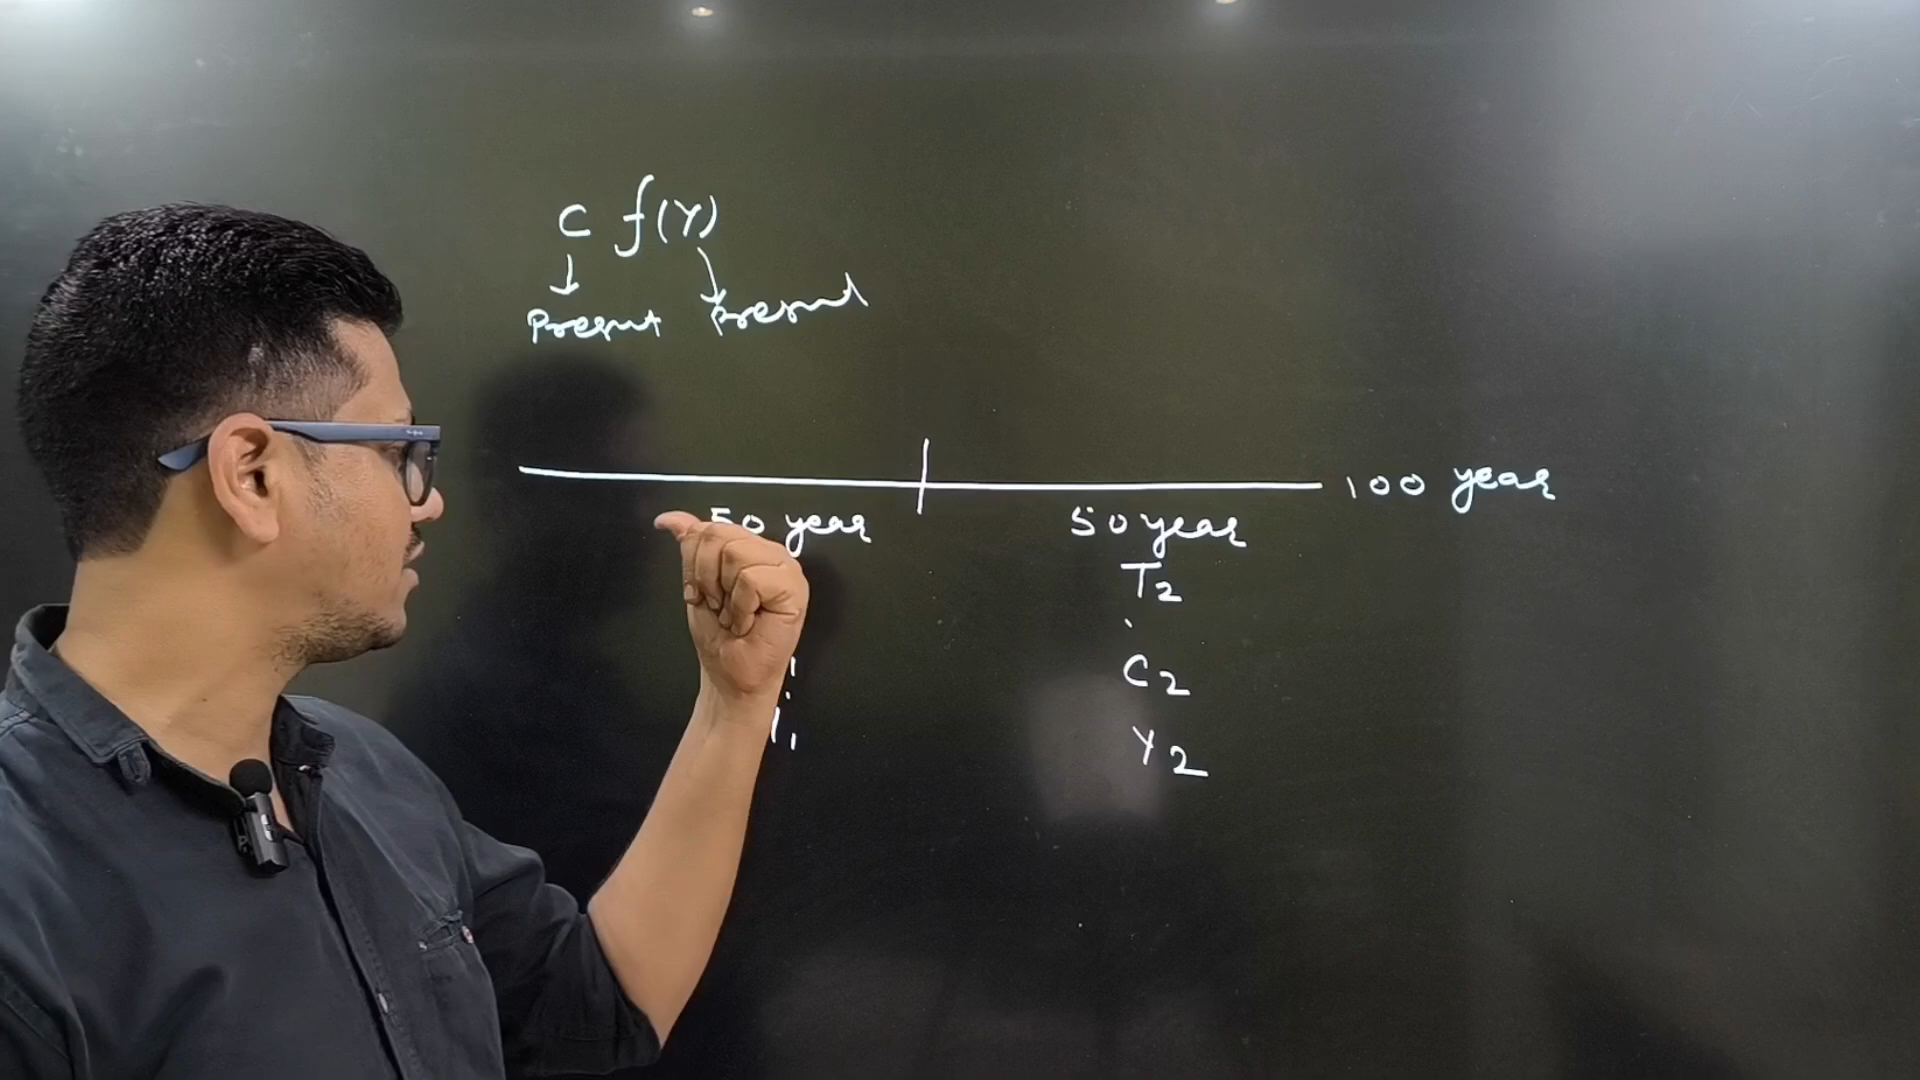 C f(Y)
Present Present
100 year
50 year 50 year
T2
C2
Y2